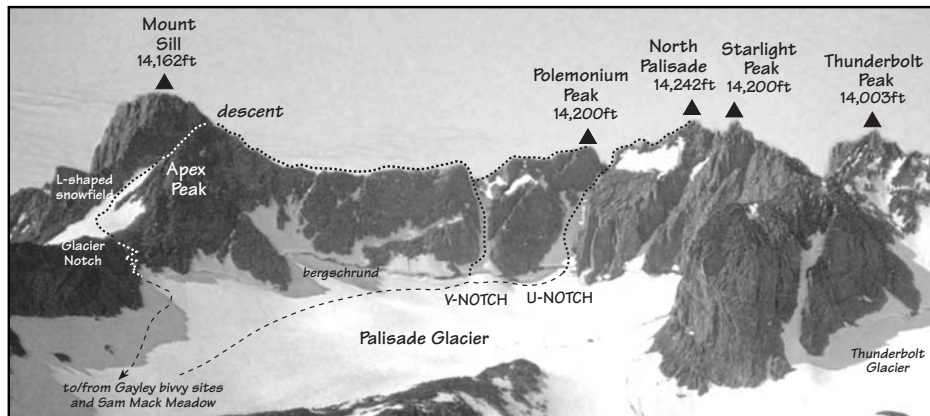 Mount
Sill
14,162ft
descent
Polemonium
Peak
14,200ft
North
Palisade
14,242ft
Starlight
Peak
14,200ft
Thunderbolt
Peak
14,003ft
L-shaped
snowfield
Apex
Peak
Glacier
Notch
bergschrund
V-NOTCH
U-NOTCH
Palisade Glacier
Thunderbolt
Glacier
to/from Gayley bivvy sites
and Sam Mack Meadow